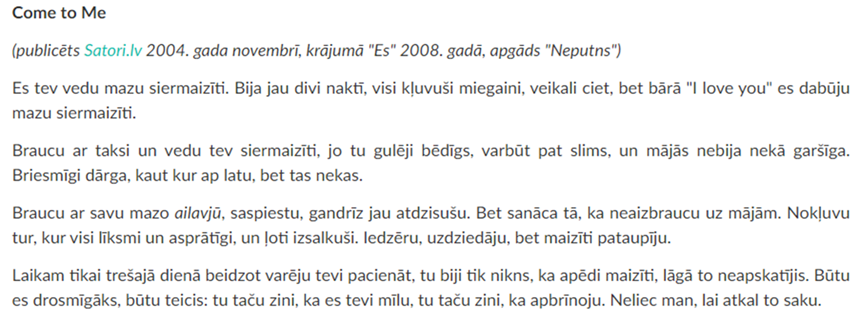 Come to Me
(publicēts Satori.lv 2004. gada novembrī, krājumā "Es" 2008. gadā, apgāds "Neputns")
Es tev vedu mazu siermaizīti. Bija jau divi naktī, visi kļuvuši miegaini, veikali ciet, bet bārā "I love you" es dabūju
mazu siermaizīti.
Braucu ar taksi un vedu tev siermaizīti, jo tu gulēji bēdīgs, varbūt pat slims, un mājās nebija nekā garšīga.
Briesmīgi dārga, kaut kur ap latu, bet tas nekas.
Braucu ar savu mazo ailavjū, saspiestu, gandrīz jau atdzisušu. Bet sanāca tā, ka neaizbraucu uz mājām. Nokļuvu
tur, kur visi līksmi un asprātīgi, un ļoti izsalkuši. Iedzēru, uzdziedāju, bet maizīti pataupīju.
Laikam tikai trešajā dienā beidzot varēju tevi pacienāt, tu biji tik nikns, ka apēdi maizīti, lāgā to neapskatījis. Būtu
es drosmīgāks, būtu teicis: tu taču zini, ka es tevi mīlu, tu taču zini, ka apbrīnoju. Neliec man, lai atkal to saku.